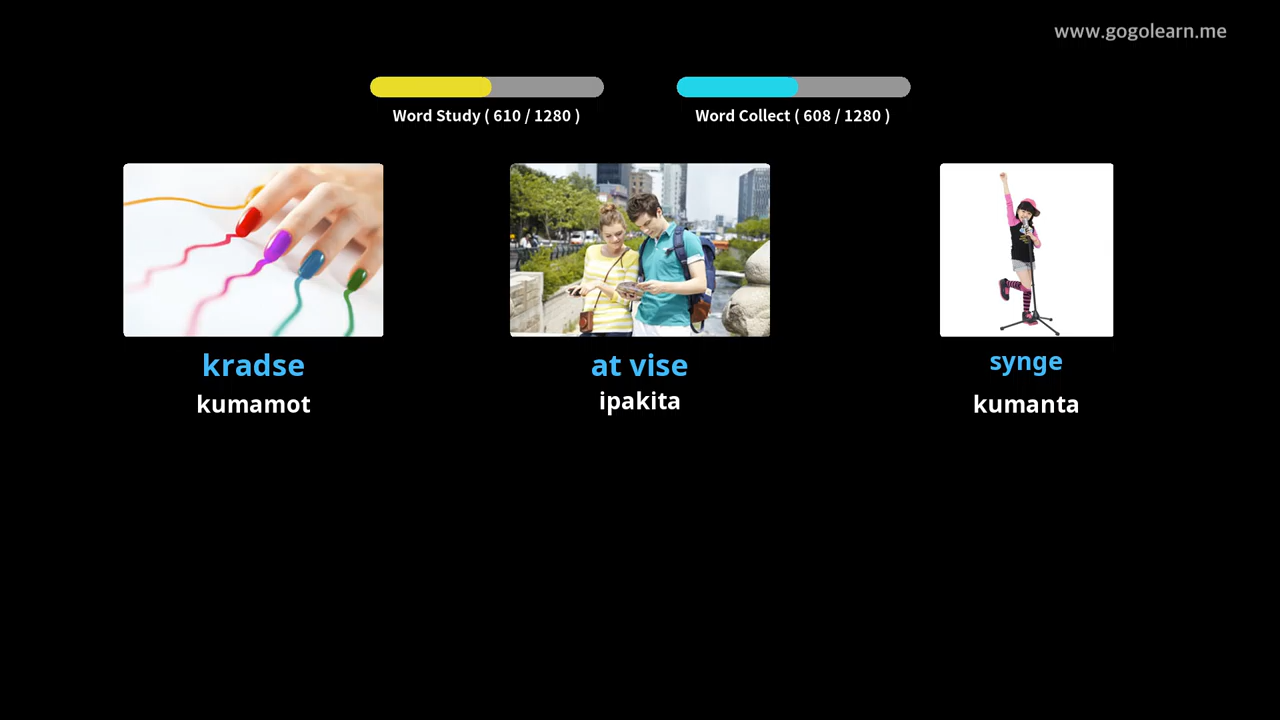 www.gogolearn.me
Word Study ( 610 / 1280 )
Word Collect ( 608 / 1280 )
kradse
kumamot
at vise
ipakita
synge
kumanta